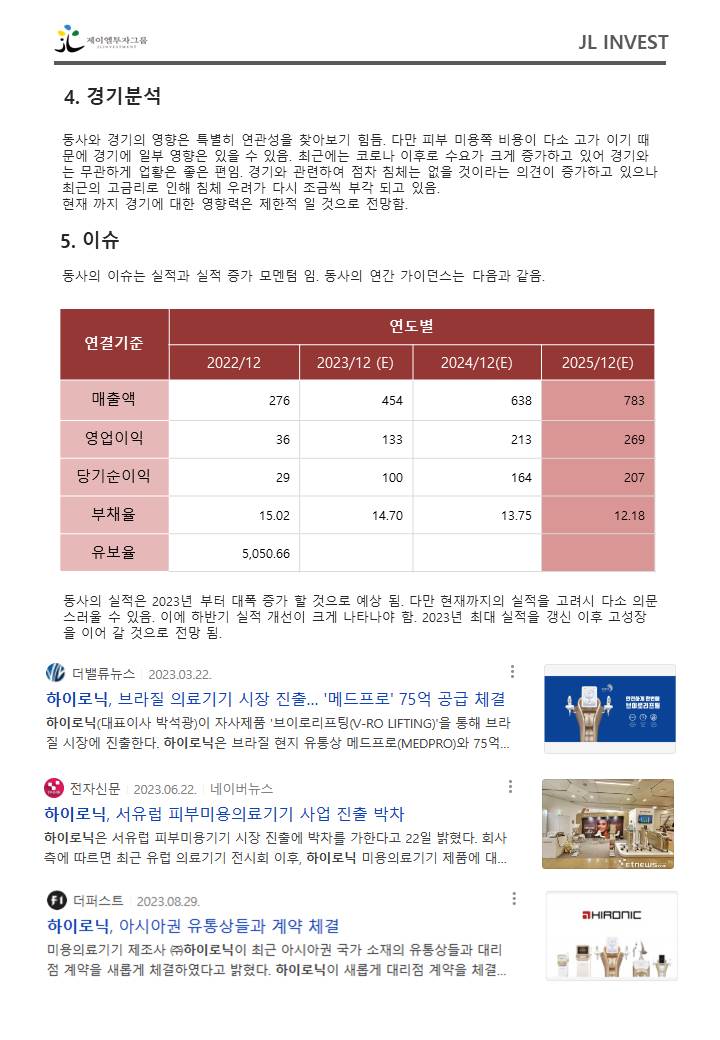 제이엘투자그룹
JL INVESTMENT
JL INVEST
4. 경기분석
동사와 경기의 영향은 특별히 연관성을 찾아보기 힘듬. 다만 피부 미용쪽 비용이 다소 고가 이기 때
문에 경기에 일부 영향은 있을 수 있음. 최근에는 코로나 이후로 수요가 크게 증가하고 있어 경기와
는 무관하게 업황은 좋은 편임. 경기와 관련하여 점차 침체는 없을 것이라는 의견이 증가하고 있으나
최근의 고금리로 인해 침체 우려가 다시 조금씩 부각 되고 있음.
현재 까지 경기에 대한 영향력은 제한적 일 것으로 전망함.
5. 이슈
동사의 이슈는 실적과 실적 증가 모멘텀 임. 동사의 연간 가이던스는 다음과 같음.
연결기준 연도별
2022/12 2023/12 (E) 2024/12(E) 2025/12(E)
매출액 276 454 638 783
영업이익 36 133 213 269
당기순이익 29 100 164 207
부채율 15.02 14.70 13.75 12.18
유보율 5,050.66
동사의 실적은 2023년 부터 대폭 증가 할 것으로 예상 됨. 다만 현재까지의 실적을 고려시 다소 의문
스러울 수 있음. 이에 하반기 실적 개선이 크게 나타나야 함. 2023년 최대 실적을 갱신 이후 고성장
을 이어 갈 것으로 전망 됨.
더밸류뉴스 2023.03.22.
하이로닉, 브라질 의료기기 시장 진출... '메드프로' 75억 공급 체결
하이로닉(대표이사 박석광)이 자사제품 '브이로리프팅(V-RO LIFTING)'을 통해 브라
질 시장에 진출한다. 하이로닉은 브라질 현지 유통상 메드프로(MEDPRO)와 75억...
안전하게 한번에
브이로리프팅
전자신문 2023.06.22. 네이버뉴스
하이로닉, 서유럽 피부미용의료기기 사업 진출 박차
하이로닉은 서유럽 피부미용기기 시장 진출에 박차를 가한다고 22일 밝혔다. 회사
측에 따르면 최근 유럽 의료기기 전시회 이후, 하이로닉 미용의료기기 제품에 대...
etnews.com
더퍼스트 2023.08.29.
하이로닉, 아시아권 유통상들과 계약 체결
미용의료기기 제조사 ㈜하이로닉이 최근 아시아권 국가 소재의 유통상들과 대리
점 계약을 새롭게 체결하였다고 밝혔다. 하이로닉이 새롭게 대리점 계약을 체결...
HIRONIC